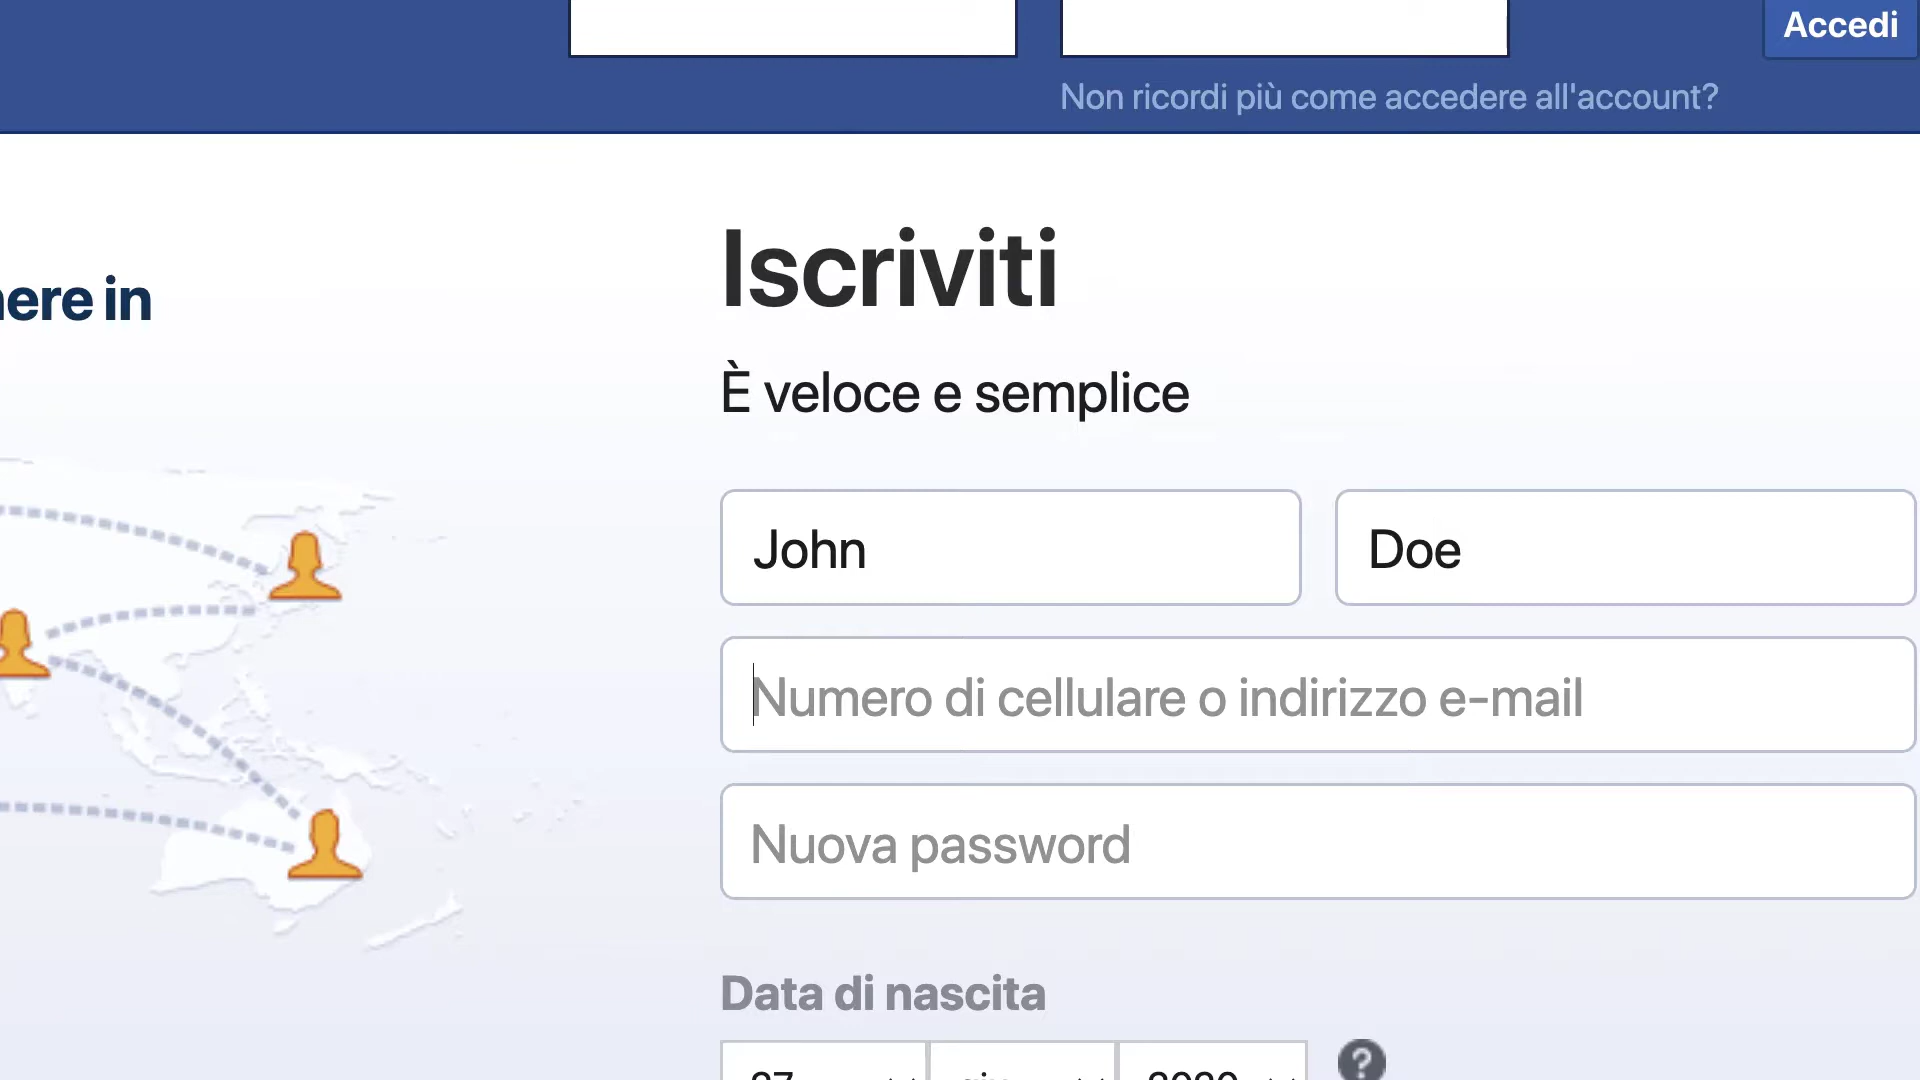 Accedi
Non ricordi più come accedere all'account?
Iscriviti
ere in
È veloce e semplice
John
Doe
Numero di cellulare o indirizzo e-mail
Nuova password
Data di nascita
?